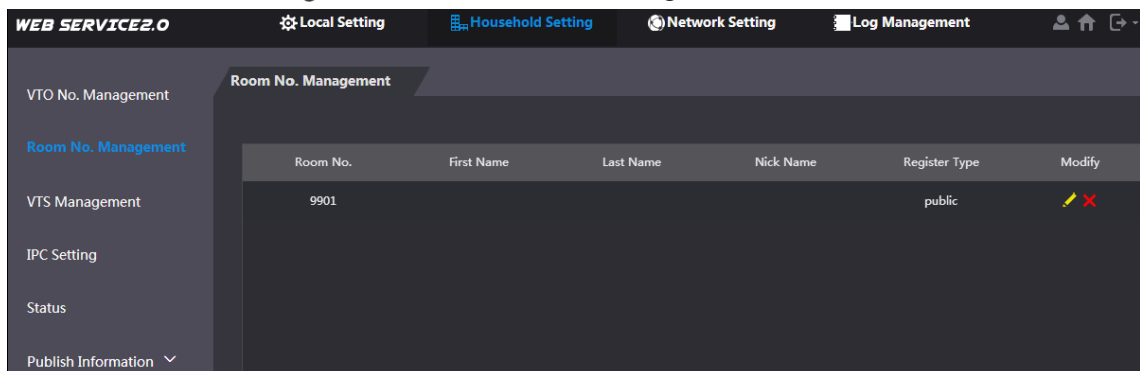 WEB SERVICE2.0 Local Setting Household Setting Network Setting Log Management
VTO No. Management
Room No. Management
VTS Management
IPC Setting
Status
Publish Information
Room No. Management
Room No. First Name Last Name Nick Name Register Type Modify
9901 public